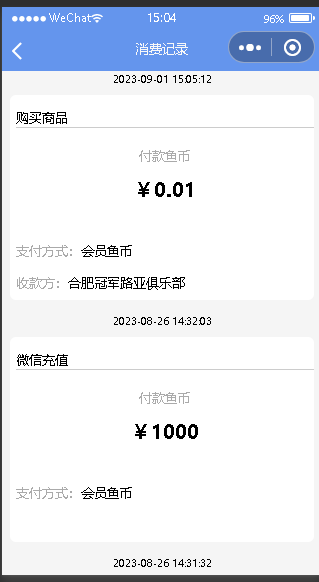 WeChat 15:04 96%
消费记录
2023-09-01 15:05:12
购买商品
付款鱼币
￥0.01
支付方式：会员鱼币
收款方：合肥冠军路亚俱乐部
2023-08-26 14:32:03
微信充值
付款鱼币
￥1000
支付方式：会员鱼币
2023-08-26 14:31:32